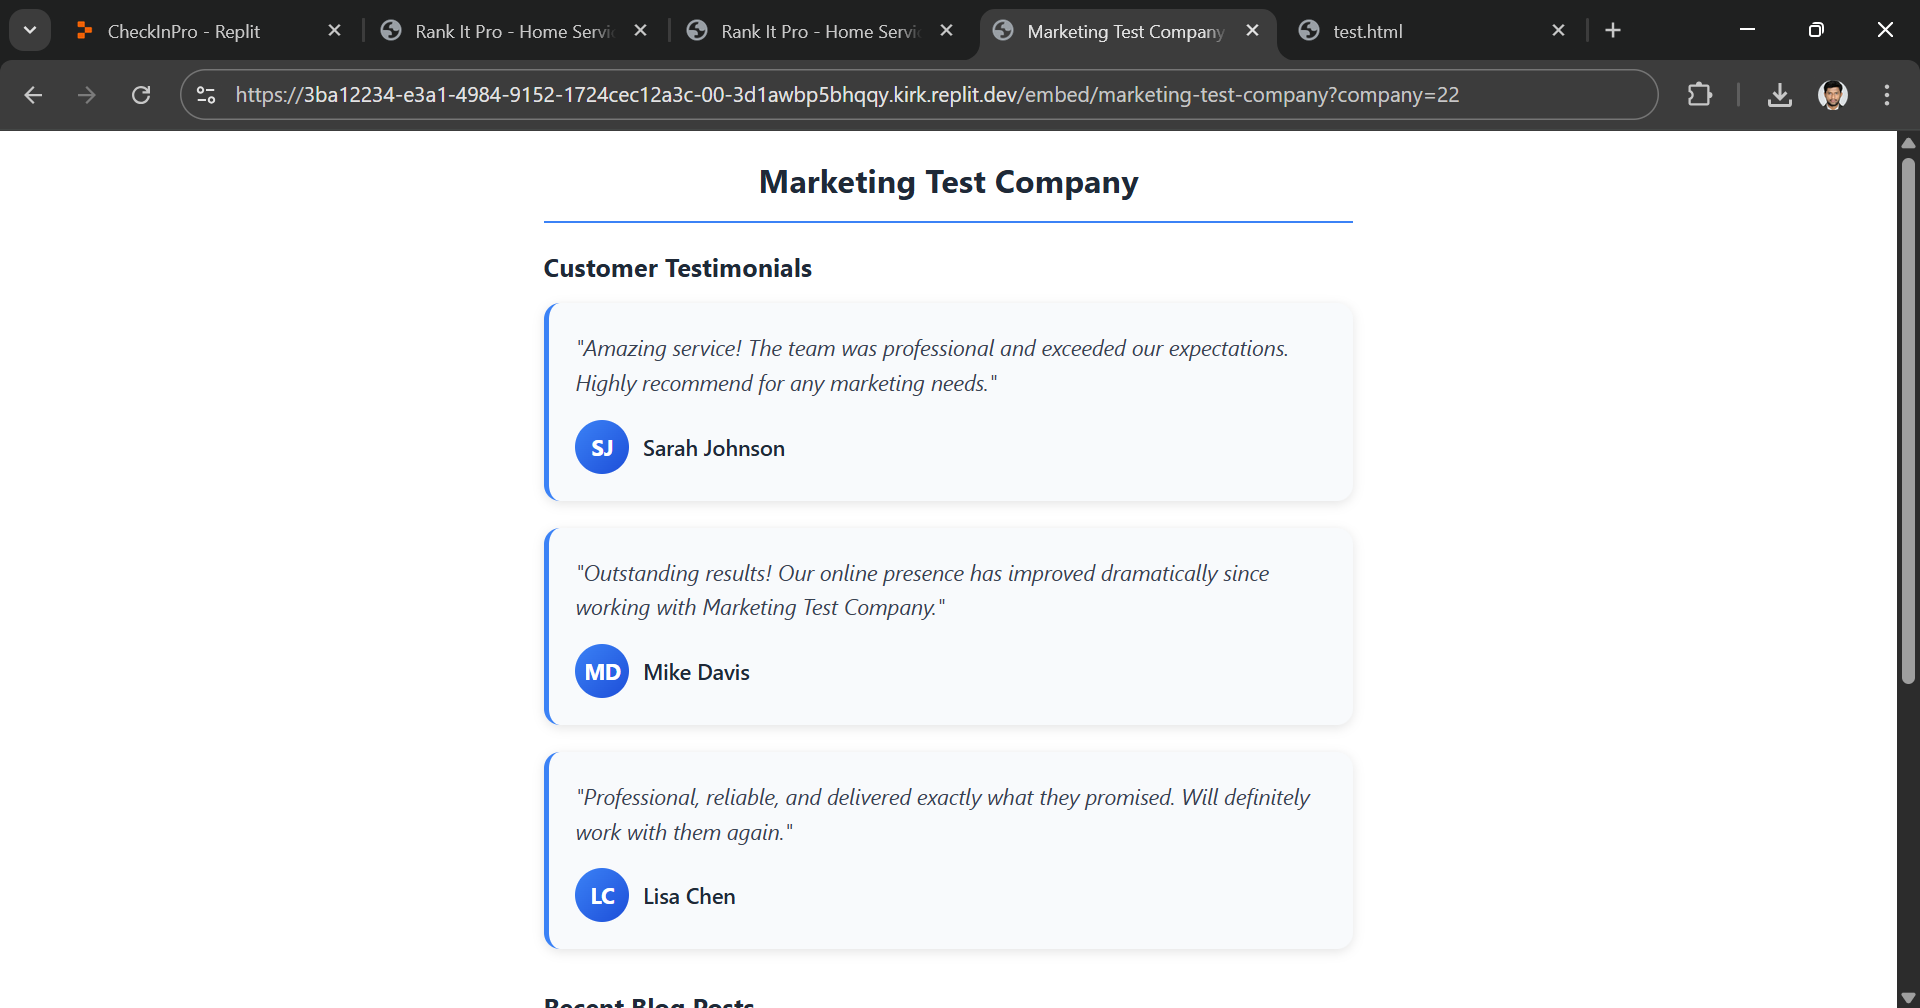 CheckInPro - Replit
Rank It Pro - Home Servi
Rank It Pro - Home Servi
Marketing Test Company
test.html
https://3ba12234-e3a1-4984-9152-1724cec12a3c-00-3d1awbp5bhqqy.kirk.replit.dev/embed/marketing-test-company?company=22
Marketing Test Company
Customer Testimonials
"Amazing service! The team was professional and exceeded our expectations.
Highly recommend for any marketing needs."
SJ Sarah Johnson
"Outstanding results! Our online presence has improved dramatically since
working with Marketing Test Company."
MD Mike Davis
"Professional, reliable, and delivered exactly what they promised. Will definitely
work with them again."
LC Lisa Chen
Recent Blog Posts